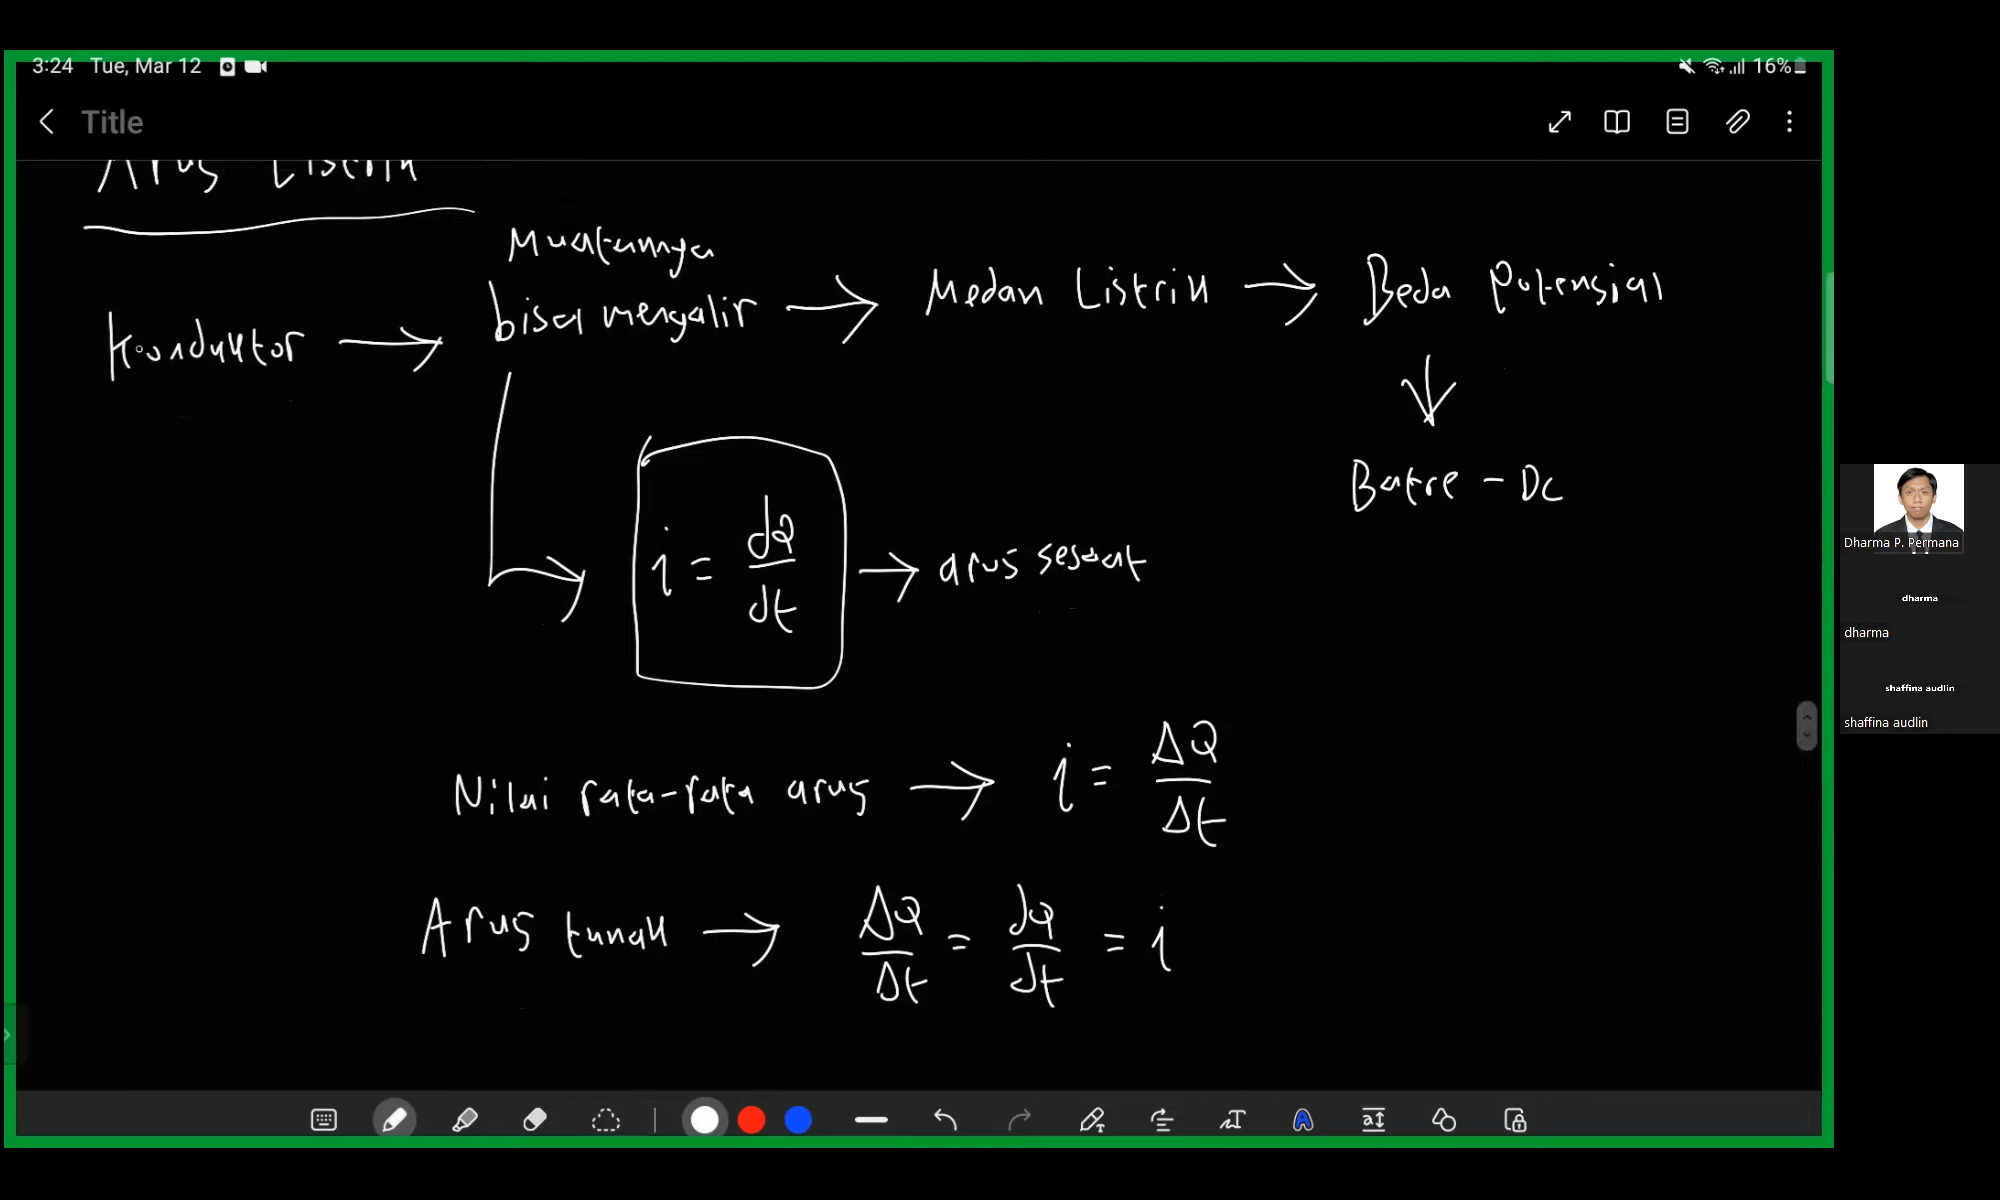 3:24 Tue, Mar 12 16%
Title
Arus Listrik
Muatannya
bisa mengalir → Medan Listrik → Beda Potensial
Konduktor →
↓
Batre - DC
i = dQ/dt → arus sesaat
Nilai rata-rata arus → i = ΔQ/Δt
Arus tunak → ΔQ/Δt = dQ/dt = i
Dharma P. Permana
dharma
dharma
shaffina audlin
shaffina audlin